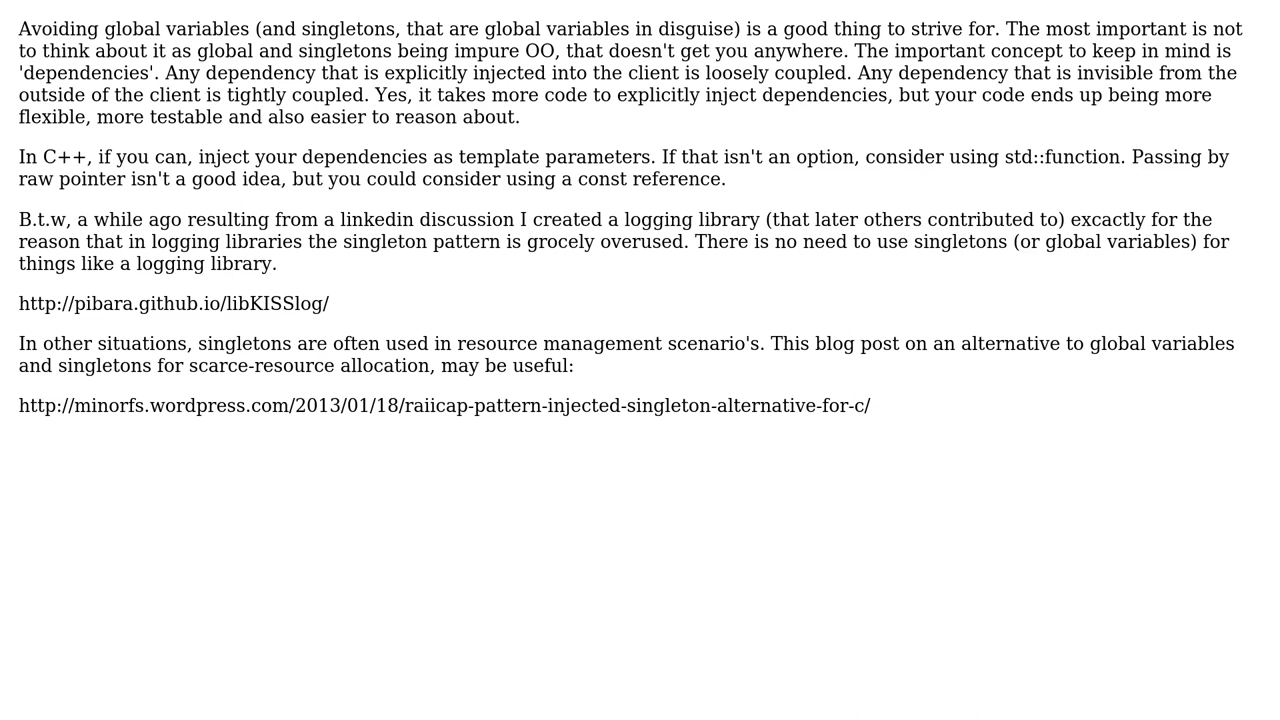 Avoiding global variables (and singletons, that are global variables in disguise) is a good thing to strive for. The most important is not
to think about it as global and singletons being impure OO, that doesn't get you anywhere. The important concept to keep in mind is
'dependencies'. Any dependency that is explicitly injected into the client is loosely coupled. Any dependency that is invisible from the
outside of the client is tightly coupled. Yes, it takes more code to explicitly inject dependencies, but your code ends up being more
flexible, more testable and also easier to reason about.
In C++, if you can, inject your dependencies as template parameters. If that isn't an option, consider using std::function. Passing by
raw pointer isn't a good idea, but you could consider using a const reference.
B.t.w, a while ago resulting from a linkedin discussion I created a logging library (that later others contributed to) excactly for the
reason that in logging libraries the singleton pattern is grocely overused. There is no need to use singletons (or global variables) for
things like a logging library.
http://pibara.github.io/libKISSlog/
In other situations, singletons are often used in resource management scenario's. This blog post on an alternative to global variables
and singletons for scarce-resource allocation, may be useful:
http://minorfs.wordpress.com/2013/01/18/raiicap-pattern-injected-singleton-alternative-for-c/